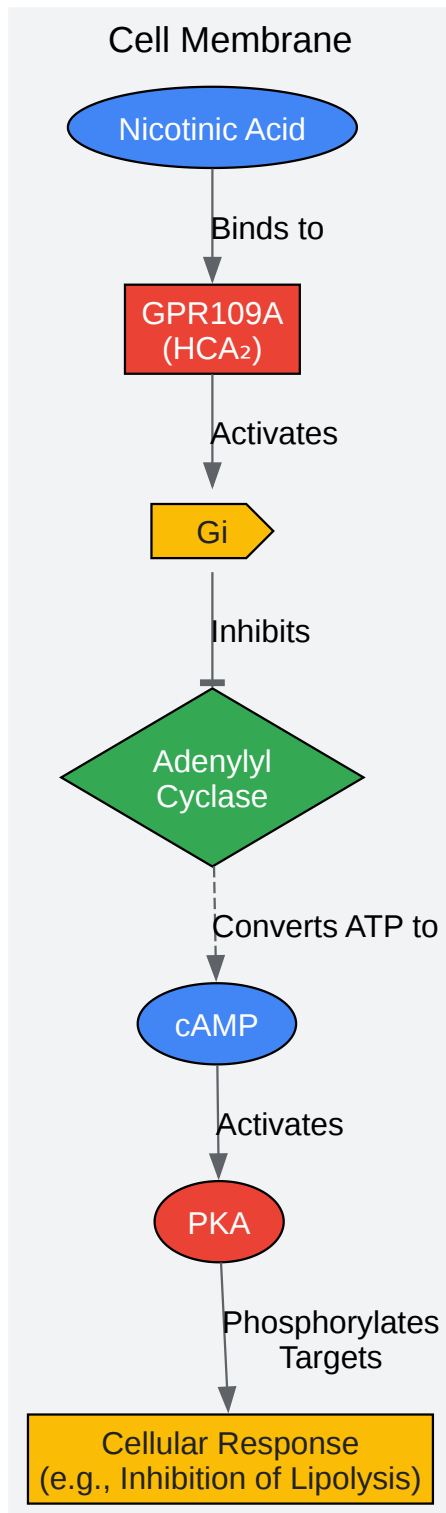 Cell Membrane
Nicotinic Acid
Binds to
GPR109A
(HCA₂)
Activates
Gi
Inhibits
Adenylyl
Cyclase
Converts ATP to
cAMP
Activates
PKA
Phosphorylates
Targets
Cellular Response
(e.g., Inhibition of Lipolysis)